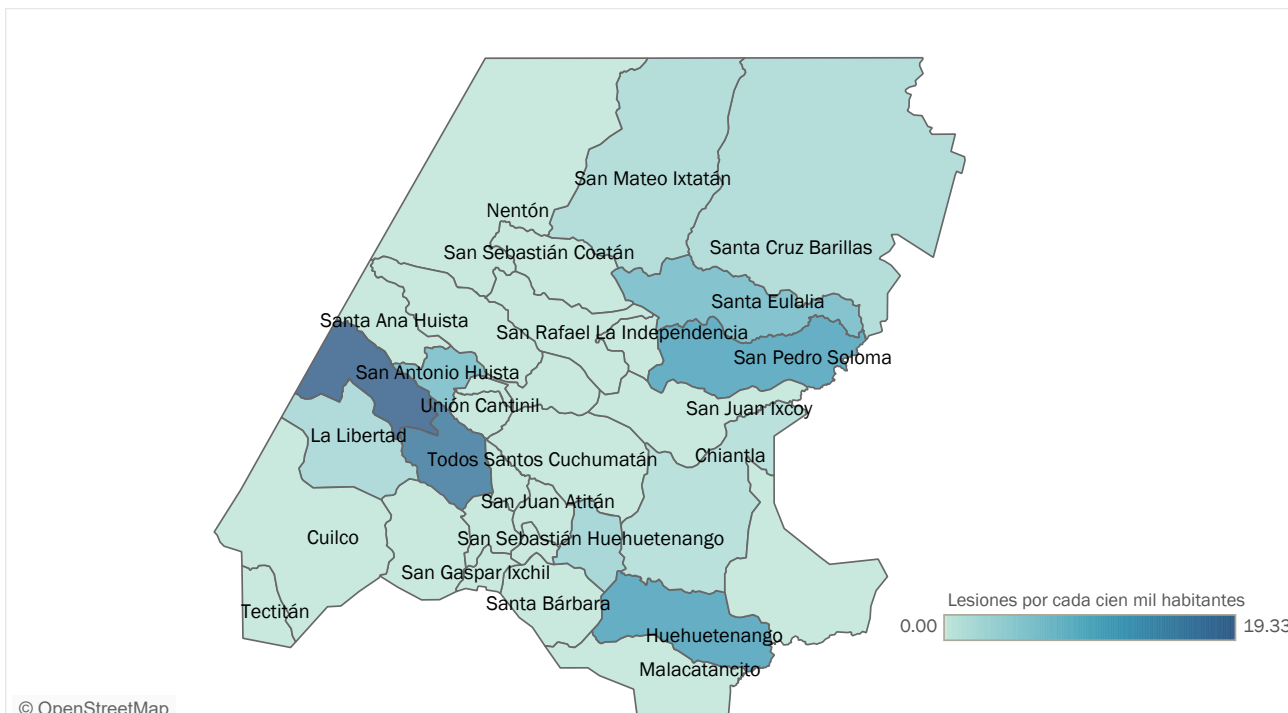 San Mateo Ixtatán
Nentón
Santa Cruz Barillas
San Sebastián Coatán
Santa Eulalia
Santa Ana Huista
San Rafael La Independencia
San Pedro Soloma
San Antonio Huista
Unión Cantinil
San Juan Ixcoy
La Libertad
Chiantla
Todos Santos Cuchumatán
San Juan Atitán
Cuilco
San Sebastián Huehuetenango
San Gaspar Ixchil
Santa Bárbara
Tectitán
Huehuetenango
Malacatancito
Lesiones por cada cien mil habitantes
0.00
19.33
© OpenStreetMap